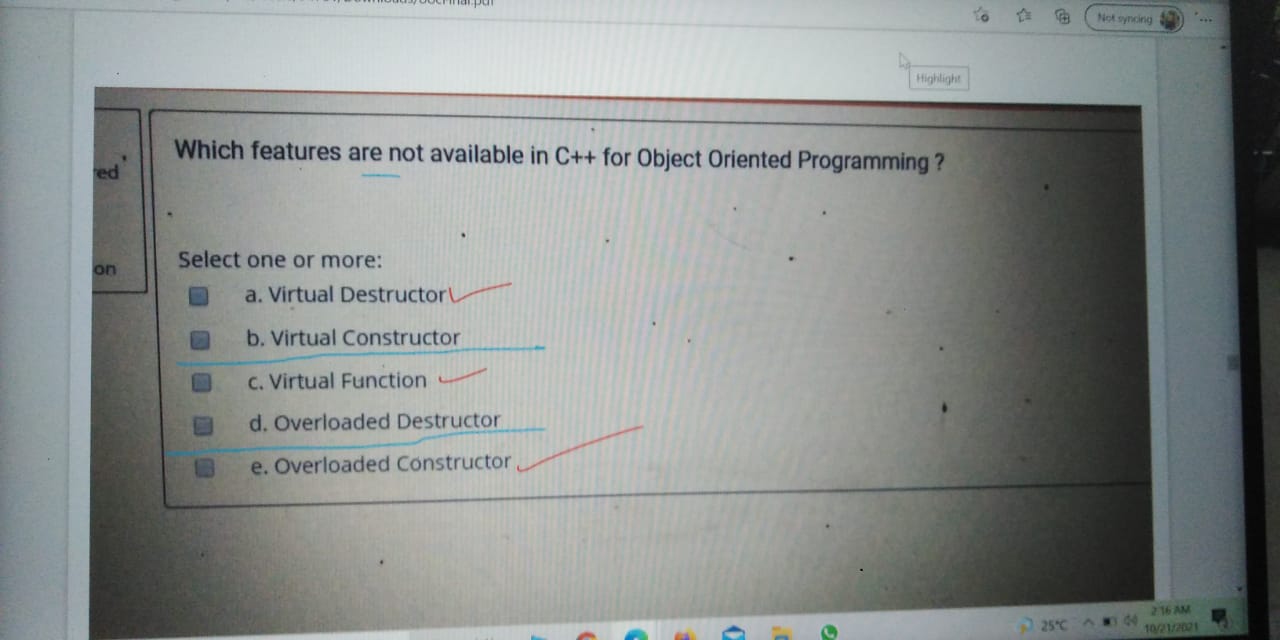 Not syncing
Highlight
Which features are not available in C++ for Object Oriented Programming ?
ed
Select one or more:
on
a. Virtual Destructor
b. Virtual Constructor
c. Virtual Function
d. Overloaded Destructor
e. Overloaded Constructor
2:16 AM
25°C
10/21/2021